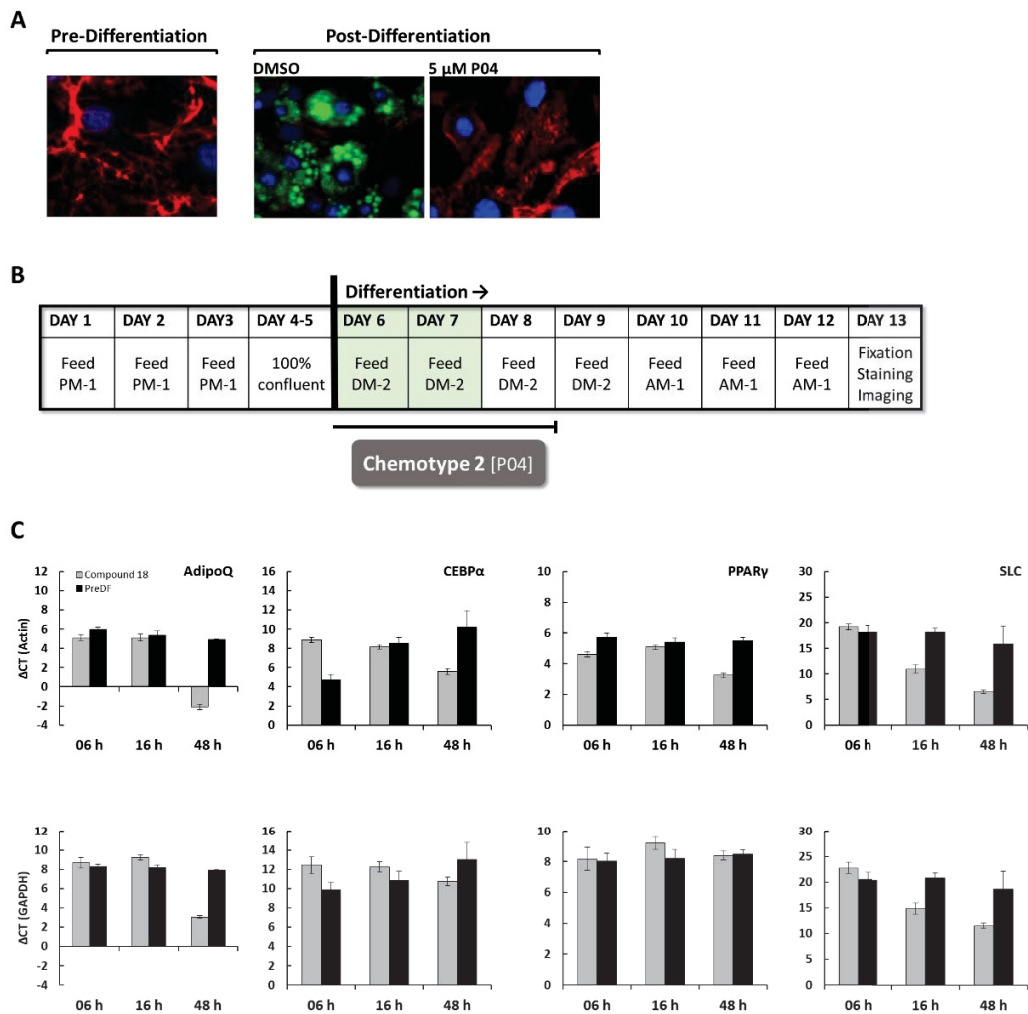 A
Pre-Differentiation
Post-Differentiation
DMSO
5 µM P04
B
Differentiation →
DAY 1 DAY 2 DAY3 DAY 4-5 DAY 6 DAY 7 DAY 8 DAY 9 DAY 10 DAY 11 DAY 12 DAY 13
Feed PM-1
Feed PM-1
Feed PM-1
100% confluent
Feed DM-2
Feed DM-2
Feed DM-2
Feed DM-2
Feed AM-1
Feed AM-1
Feed AM-1
Fixation
Staining
Imaging
Chemotype 2 [P04]
C
ΔCT (Actin)
12
10
8
6
4
2
0
-2
-4
Compound 18
PreDF
AdipoQ
06 h 16 h 48 h
16
14
12
10
8
6
4
2
0
CEBPα
06 h 16 h 48 h
10
8
6
4
2
0
PPARγ
06 h 16 h 48 h
30
25
20
15
10
5
0
SLC
06 h 16 h 48 h
ΔCT (GAPDH)
12
10
8
6
4
2
0
-2
-4
06 h 16 h 48 h
16
14
12
10
8
6
4
2
0
06 h 16 h 48 h
10
8
6
4
2
0
06 h 16 h 48 h
30
25
20
15
10
5
0
06 h 16 h 48 h